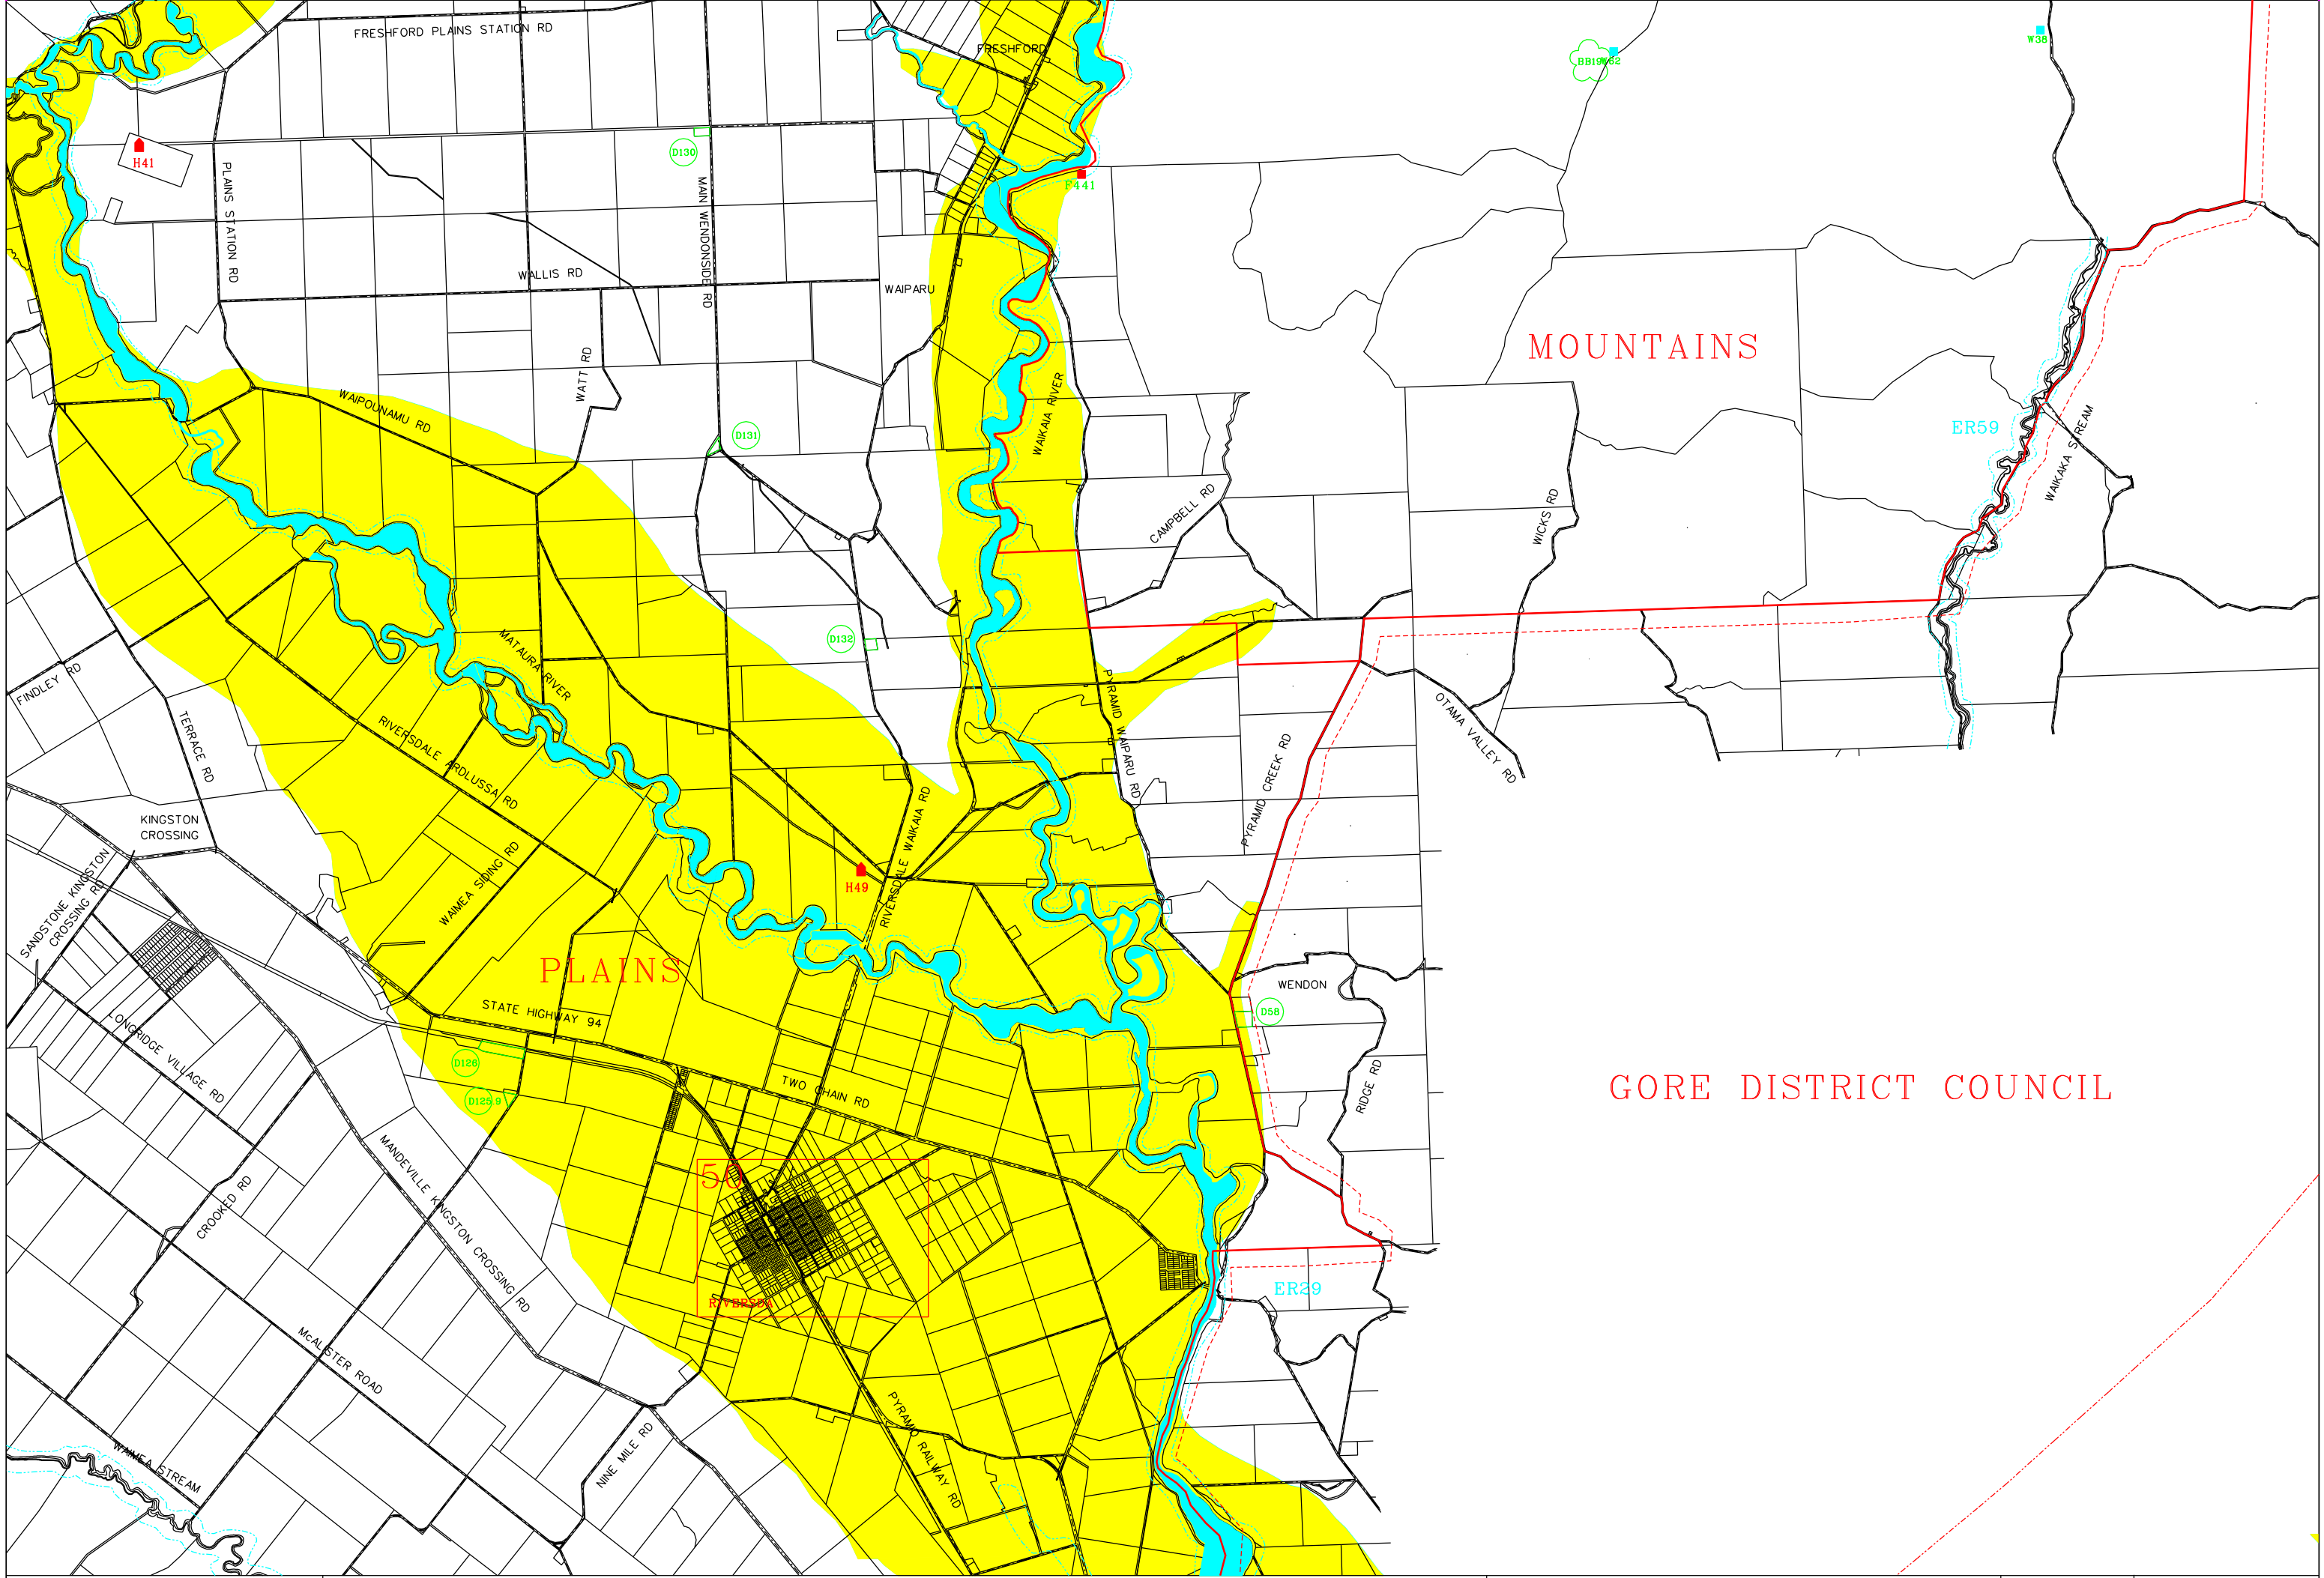 FRESHFORD PLAINS STATION RD
FRESHFORD
W38
H41
D130
F441
PLAINS STATION RD
MAIN WENDONSIDE RD
WALLIS RD
WAIPARU
MOUNTAINS
WATT RD
WAIPOUNAMU RD
WAIKAIA RIVER
D131
ER59
WAIKAKA STREAM
CAMPBELL RD
WICKS RD
D132
MATAURA RIVER
FINDLEY RD
TERRACE RD
RIVERSDALE ARDLUSSA RD
PYRAMID WAIPARU RD
PYRAMID CREEK RD
OTAMA VALLEY RD
KINGSTON
CROSSING
SANDSTONE KINGSTON
CROSSING RD
WAIMEA SIDING RD
H49
RIVERSDALE WAIKAIA RD
PLAINS
WENDON
STATE HIGHWAY 94
D58
LONGRIDGE VILLAGE RD
D126
D125.9
TWO CHAIN RD
RIDGE RD
GORE DISTRICT COUNCIL
MANDEVILLE KINGSTON CROSSING RD
CROOKED RD
56
ER29
RIVERSDA
McALISTER ROAD
WAIMEA STREAM
NINE MILE RD
PYRAMID RAILWAY RD